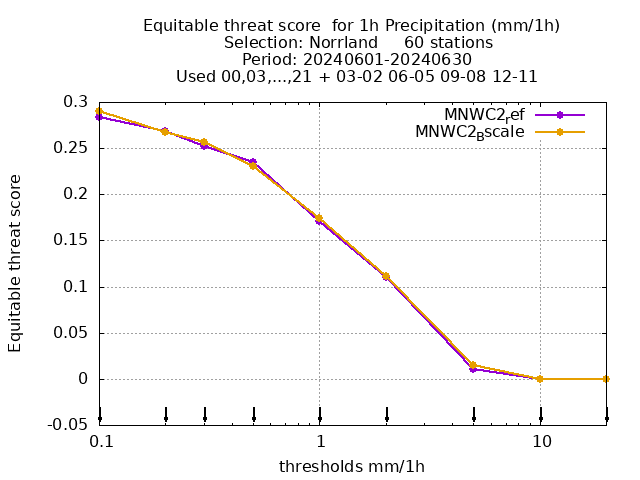 Equitable threat score  for 1h Precipitation (mm/1h)
Selection: Norrland     60 stations
Period: 20240601-20240630
Used 00,03,...,21 + 03-02 06-05 09-08 12-11
MNWC2ref
MNWC2Bscale
0.3
0.25
0.2
0.15
0.1
0.05
0
-0.05
Equitable threat score
0.1
1
10
thresholds mm/1h